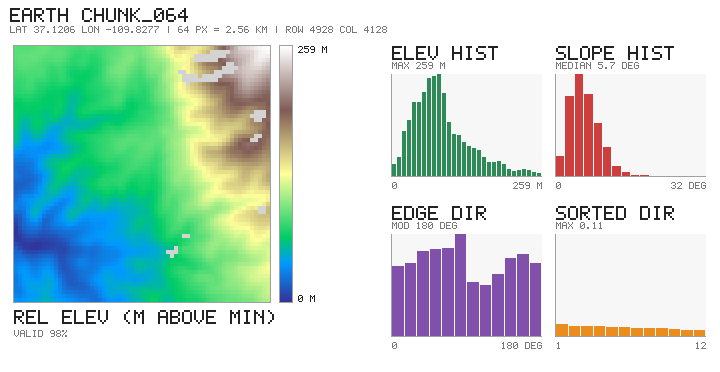 EARTH CHUNK_064
LAT 37.1206 LON -109.8277 | 64 PX = 2.56 KM | ROW 4928 COL 4128
259 M
0 M
REL ELEV (M ABOVE MIN)
VALID 98%
ELEV HIST
MAX 259 M
0 259 M
SLOPE HIST
MEDIAN 5.7 DEG
0 32 DEG
EDGE DIR
MOD 180 DEG
0 180 DEG
SORTED DIR
MAX 0.11
1 12